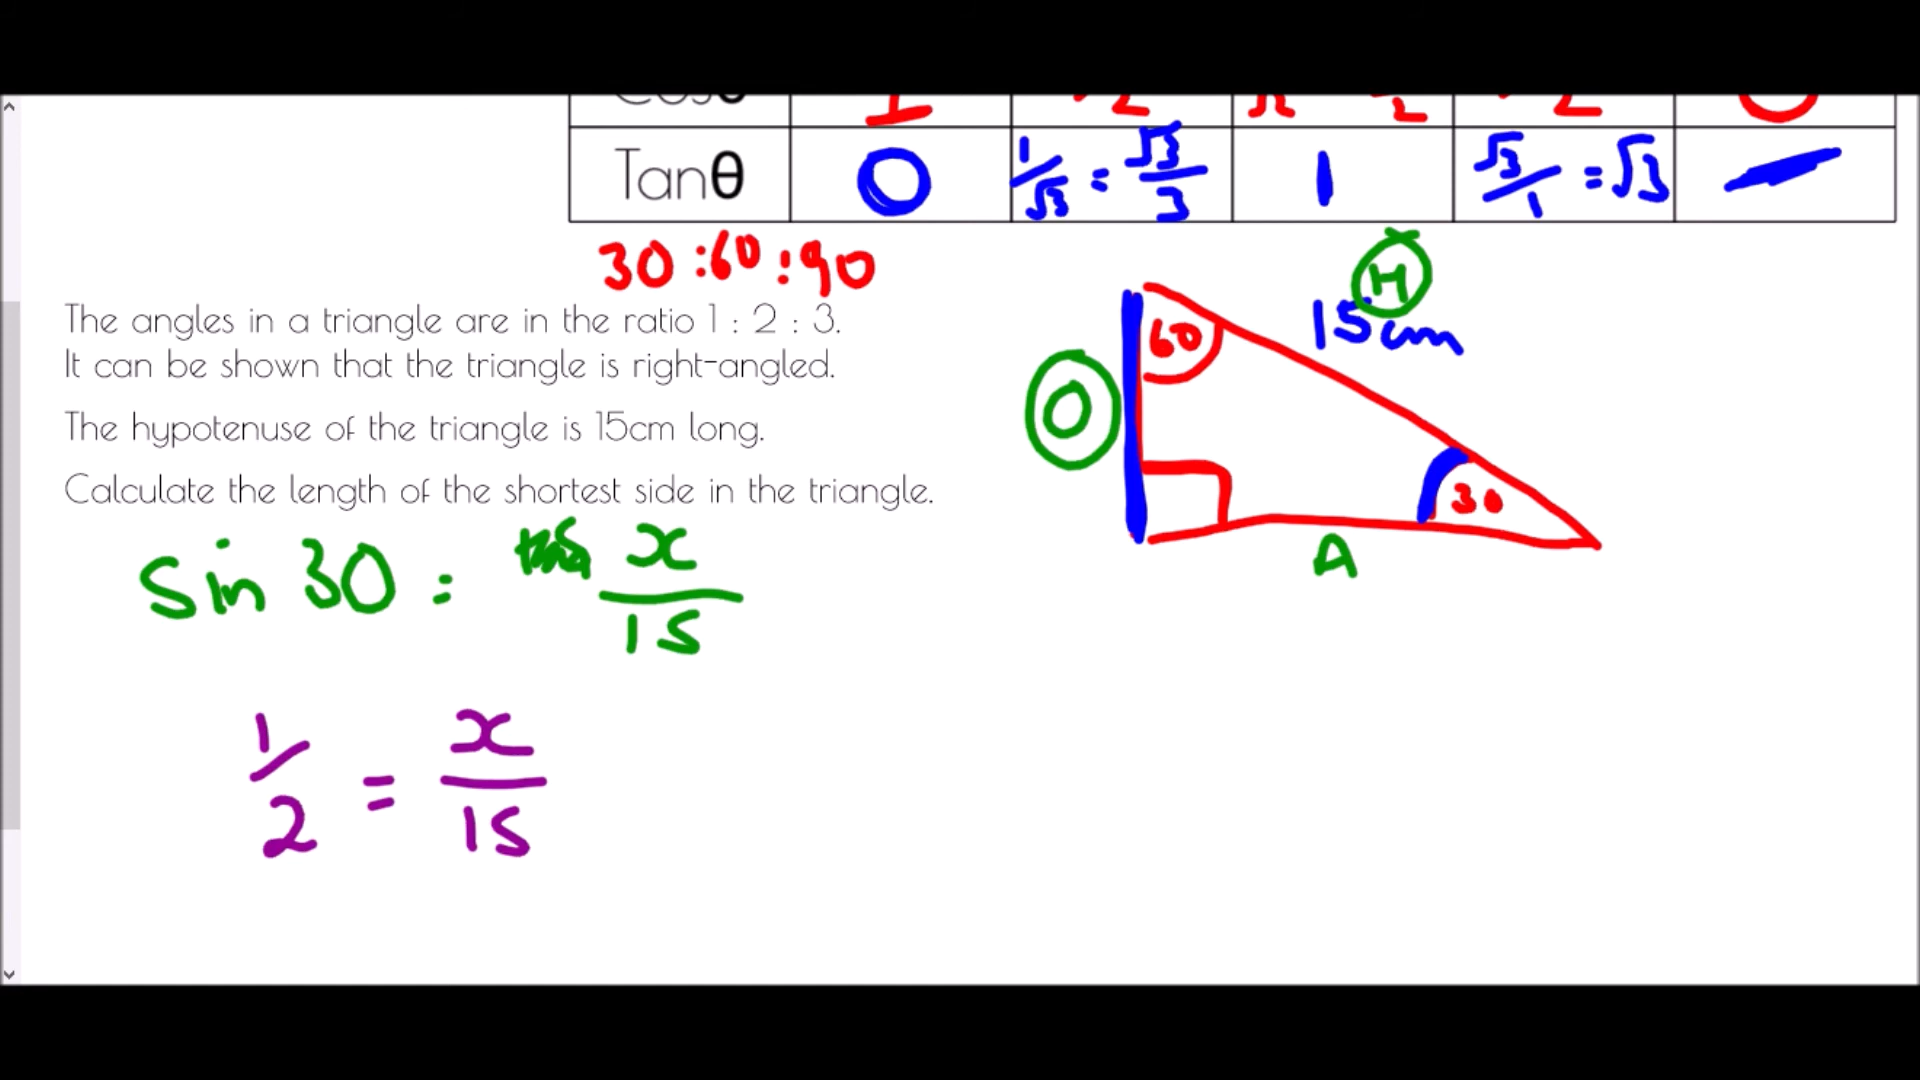 Cosθ 1
Tanθ 0 1/√3 = √3/3 1 √3/1 = √3 —
30 : 60 : 90
The angles in a triangle are in the ratio 1 : 2 : 3.
It can be shown that the triangle is right-angled.
The hypotenuse of the triangle is 15cm long.
Calculate the length of the shortest side in the triangle.
Sin 30 = x/15
1/2 = x/15
H
15cm
60
O
30
A